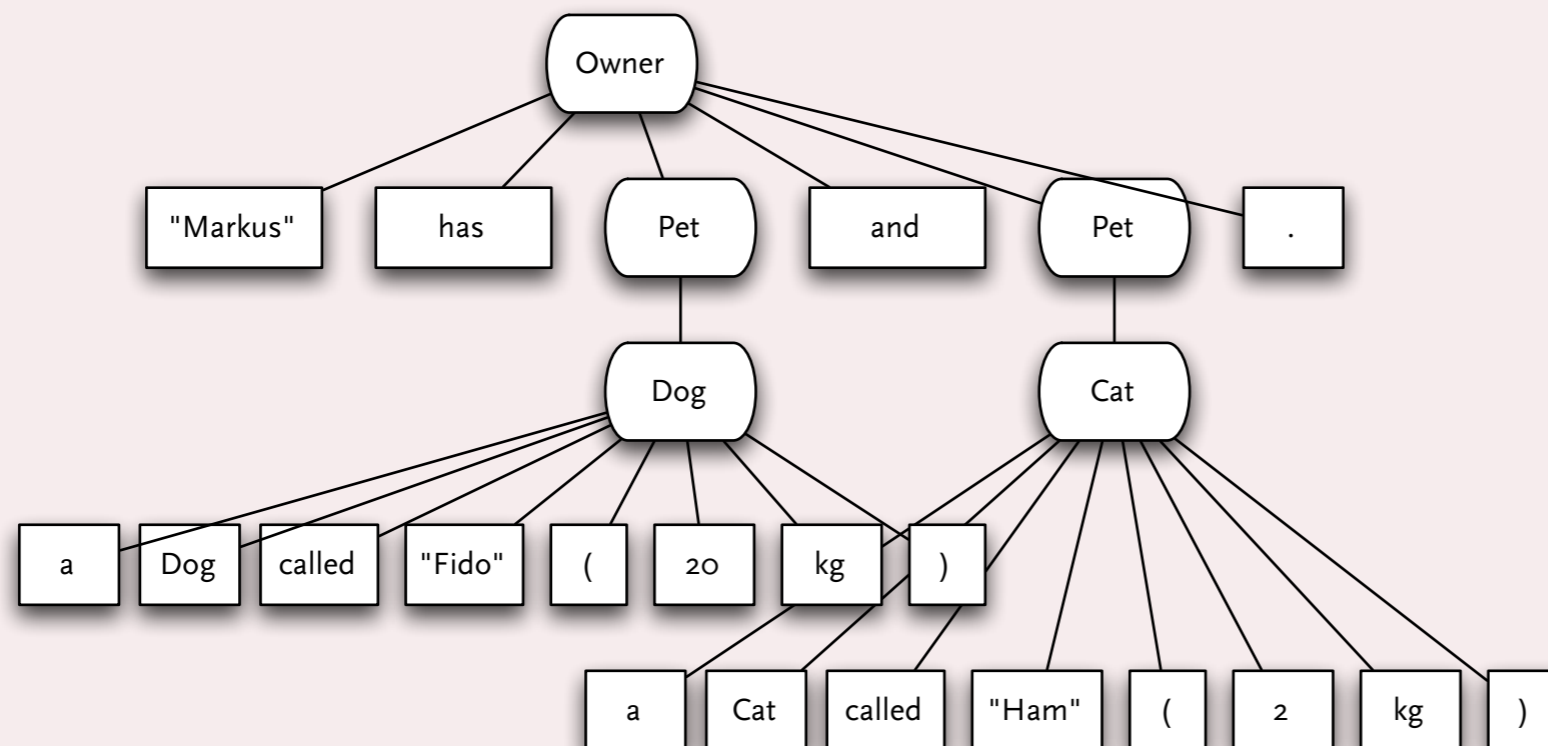 Owner
"Markus" has Pet and Pet .
Dog Cat
a Dog called "Fido" ( 20 kg )
a Cat called "Ham" ( 2 kg )